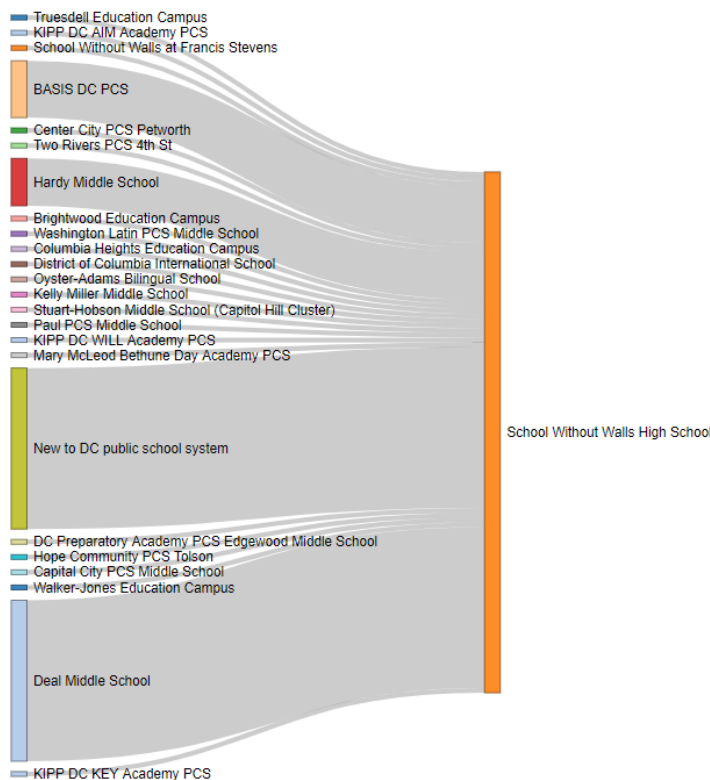 Truesdell Education Campus
KIPP DC AIM Academy PCS
School Without Walls at Francis Stevens
BASIS DC PCS
Center City PCS Petworth
Two Rivers PCS 4th St
Hardy Middle School
Brightwood Education Campus
Washington Latin PCS Middle School
Columbia Heights Education Campus
District of Columbia International School
Oyster-Adams Bilingual School
Kelly Miller Middle School
Stuart-Hobson Middle School (Capitol Hill Cluster)
Paul PCS Middle School
KIPP DC WILL Academy PCS
Mary McLeod Bethune Day Academy PCS
School Without Walls High School
New to DC public school system
DC Preparatory Academy PCS Edgewood Middle School
Hope Community PCS Tolson
Capital City PCS Middle School
Walker-Jones Education Campus
Deal Middle School
KIPP DC KEY Academy PCS